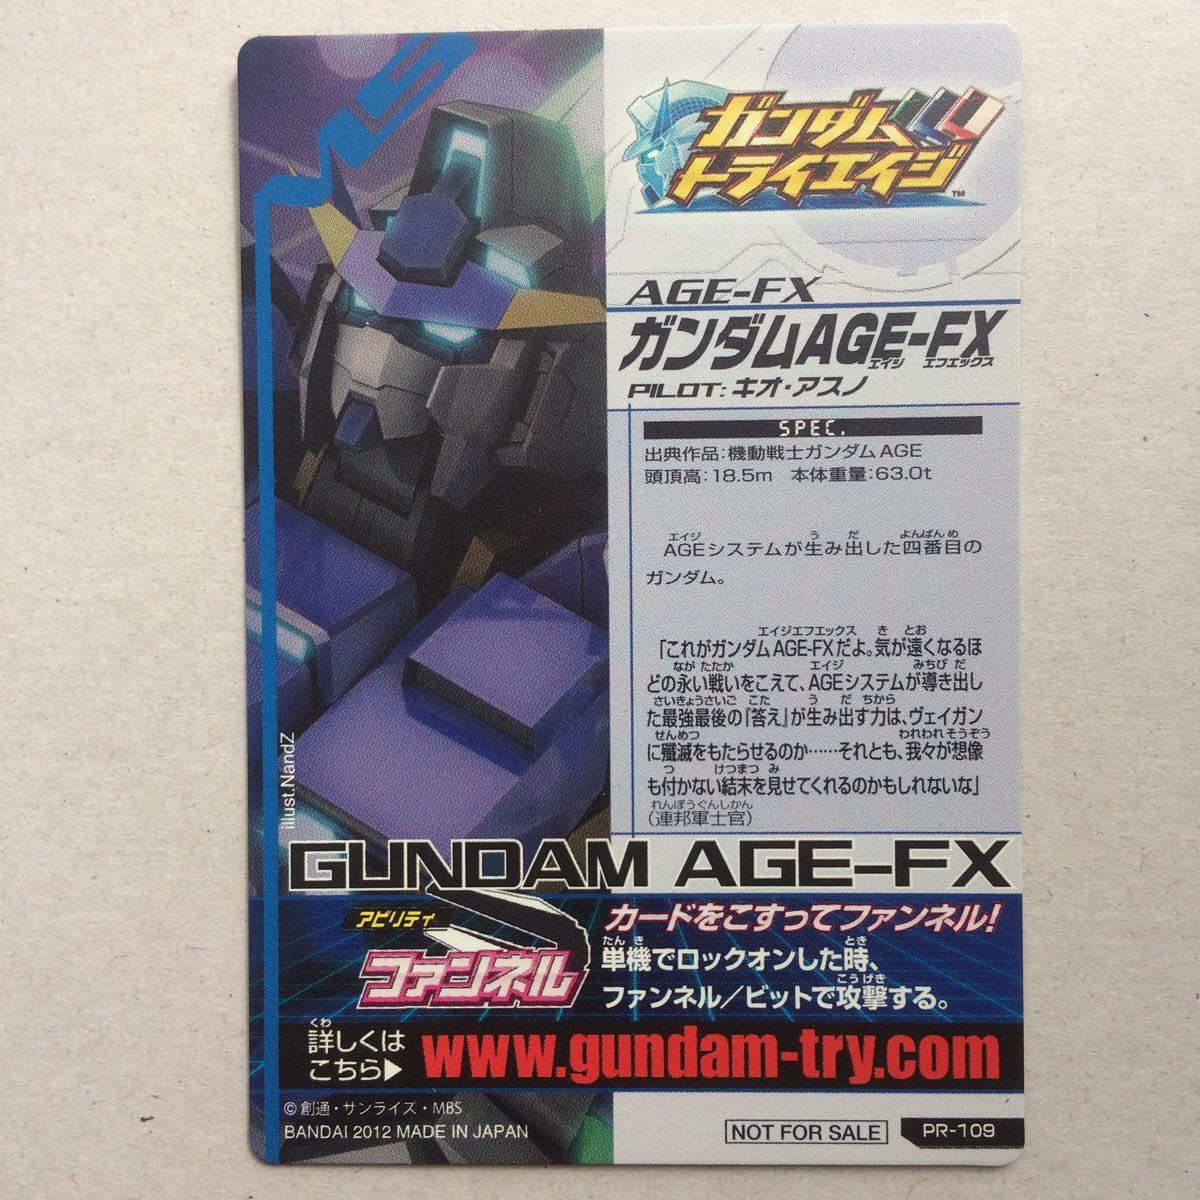 ガンダム
トライエイジ
TM
AGE-FX
ガンダムAGE-FX
エイジ エフエックス
PILOT: キオ・アスノ
SPEC.
出典作品:機動戦士ガンダムAGE
頭頂高:18.5m 本体重量:63.0t
エイジ う だ よんばんめ
AGEシステムが生み出した四番目の
ガンダム。
エイジエフエックス き とお
「これがガンダムAGE-FXだよ。気が遠くなるほ
なが たたか エイジ みちび だ
どの永い戦いをこえて、AGEシステムが導き出し
さいきょうさいご こた う だ ちから
た最強最後の『答え』が生み出す力は、ヴェイガン
せんめつ われわれ そうぞう
に殲滅をもたらせるのか……それとも、我々が想像
つ けつまつ み
も付かない結末を見せてくれるのかもしれないな」
れんぽうぐんしかん
(連邦軍士官)
illust.NandZ
GUNDAM AGE-FX
アビリティ
ファンネル
カードをこすってファンネル!
たんき とき
単機でロックオンした時、
こうげき
ファンネル/ビットで攻撃する。
くわ
詳しくは
こちら▶
www.gundam-try.com
©創通・サンライズ・MBS
BANDAI 2012 MADE IN JAPAN
NOT FOR SALE
PR-109